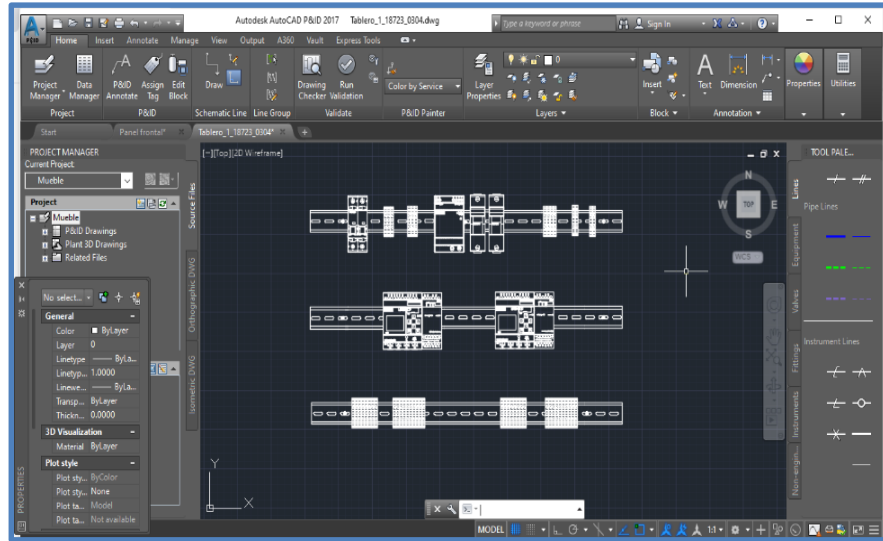 Autodesk AutoCAD P&ID 2017 Tablero_1_18723_0304.dwg
Type a keyword or phrase
Sign In
P&ID
Home Insert Annotate Manage View Output A360 Vault Express Tools
Project Manager
Data Manager
P&ID Annotate
Assign Tag
Edit Block
Draw
Drawing Checker
Run Validation
Color by Service
Layer Properties
0
Insert
Text
Dimension
Properties
Utilities
Project
P&ID
Schematic Line
Line Group
Validate
P&ID Painter
Layers
Block
Annotation
Start
Panel frontal*
Tablero_1_18723_0304*
PROJECT MANAGER
Current Project:
Mueble
Project
Mueble
P&ID Drawings
Plant 3D Drawings
Related Files
Source Files
Orthographic DWG
Isometric DWG
No select...
General
Color ByLayer
Layer 0
Linetype ByLa...
Linetyp... 1.0000
Linewe... ByLa...
Transp... ByLayer
Thickn... 0.0000
3D Visualization
Material ByLayer
Plot style
Plot sty... ByColor
Plot sty... None
Plot ta... Model
Plot ta... Not available
PROPERTIES
[−][Top][2D Wireframe]
N
W TOP E
S
WCS
Y
X
TOOL PALE...
Lines
Equipment
Valves
Fittings
Instruments
Non-engin...
Pipe Lines
Instrument Lines
MODEL
1:1